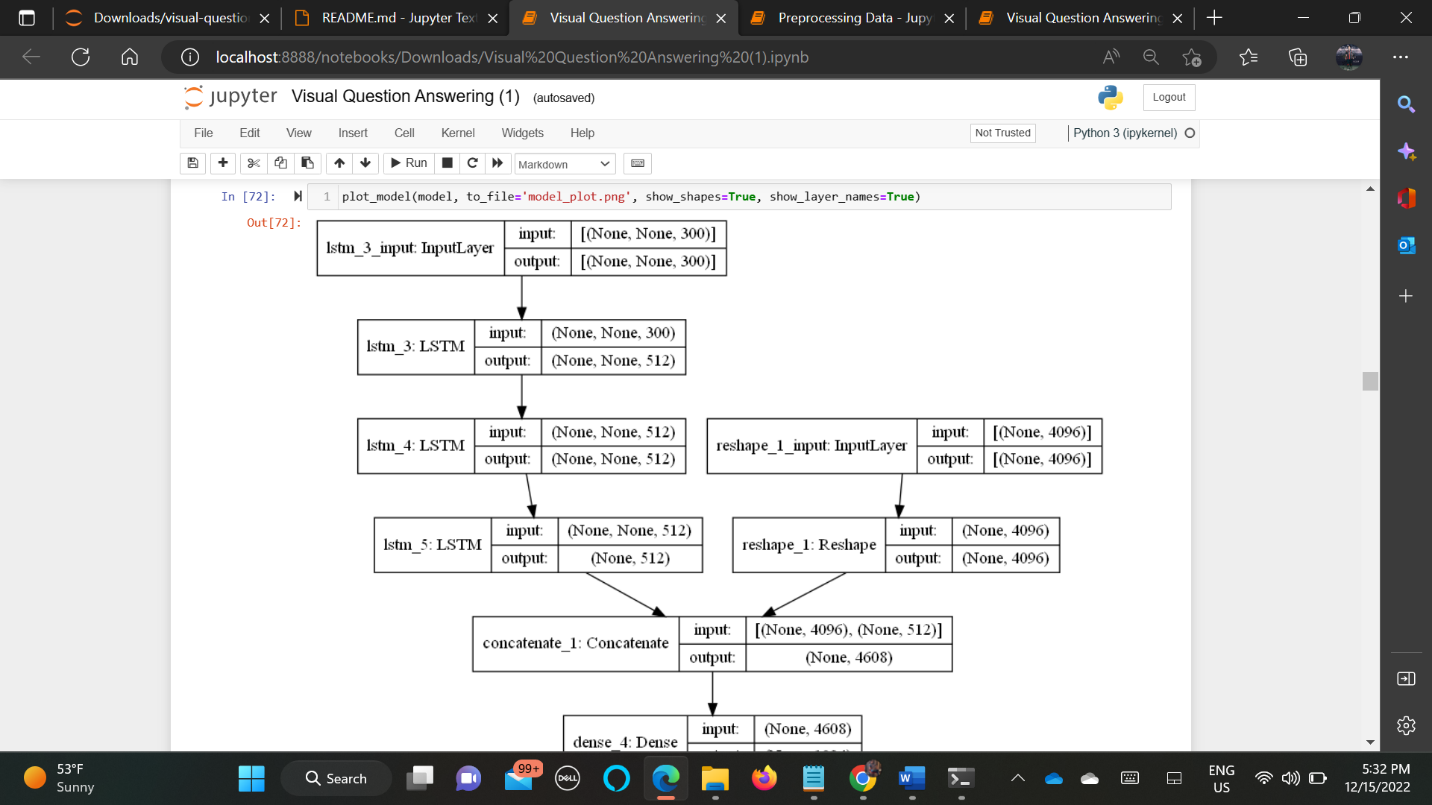 Downloads/visual-questio
README.md - Jupyter Tex
Visual Question Answering
Preprocessing Data - Jupy
Visual Question Answering
localhost:8888/notebooks/Downloads/Visual%20Question%20Answering%20(1).ipynb
jupyter Visual Question Answering (1) (autosaved)
Logout
File Edit View Insert Cell Kernel Widgets Help
Not Trusted
Python 3 (ipykernel)
Run
Markdown
In [72]:
1 plot_model(model, to_file='model_plot.png', show_shapes=True, show_layer_names=True)
Out[72]:
lstm_3_input: InputLayer
input: [(None, None, 300)]
output: [(None, None, 300)]
lstm_3: LSTM
input: (None, None, 300)
output: (None, None, 512)
lstm_4: LSTM
input: (None, None, 512)
output: (None, None, 512)
reshape_1_input: InputLayer
input: [(None, 4096)]
output: [(None, 4096)]
lstm_5: LSTM
input: (None, None, 512)
output: (None, 512)
reshape_1: Reshape
input: (None, 4096)
output: (None, 4096)
concatenate_1: Concatenate
input: [(None, 4096), (None, 512)]
output: (None, 4608)
dense_4: Dense
input: (None, 4608)
53°F
Sunny
Search
99+
DELL
ENG
US
5:32 PM
12/15/2022